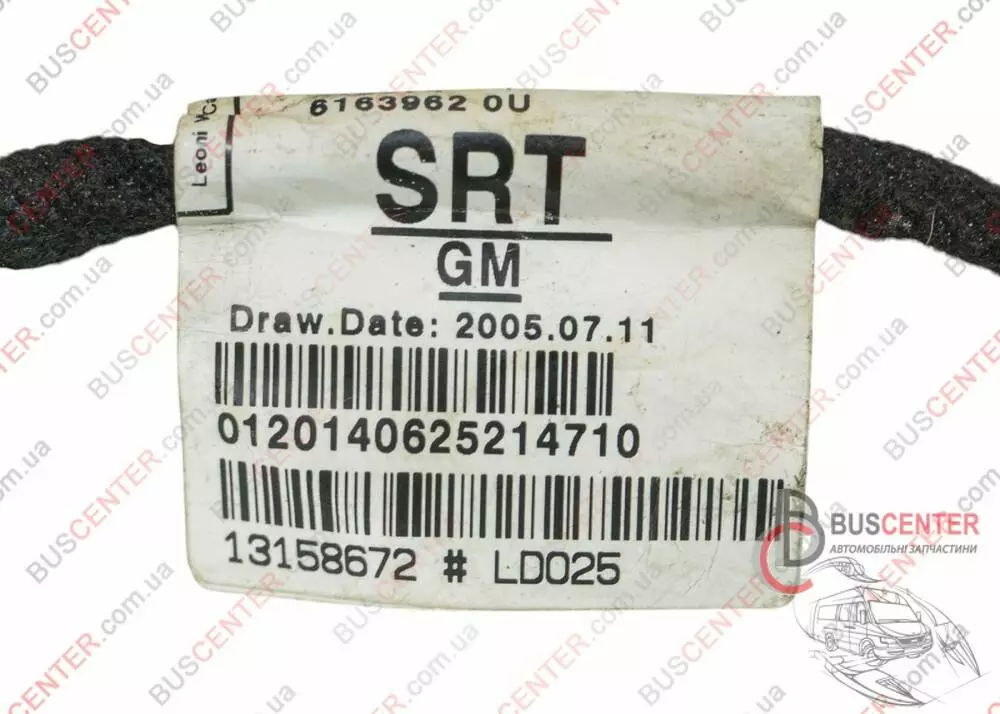 6163962 0U
Leoni
SRT
GM
Draw.Date: 2005.07.11
0120140625214710
13158672 # LD025
BUSCENTER
АВТОМОБІЛЬНІ ЗАПЧАСТИНИ
BUSCENTER.com.ua